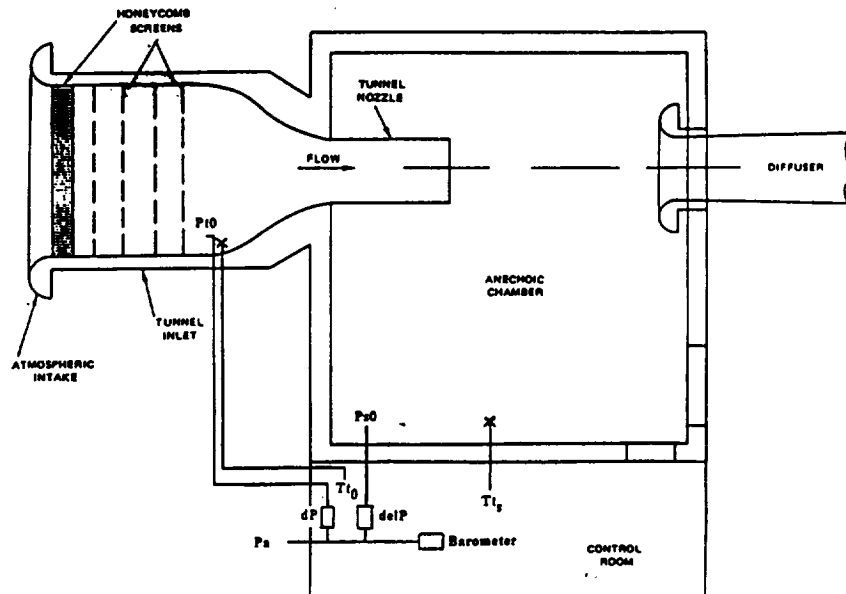 HONEYCOMB
SCREENS
TUNNEL
NOZZLE
FLOW
DIFFUSER
Pt0
ANECHOIC
CHAMBER
TUNNEL
INLET
ATMOSPHERIC
INTAKE
Ps0
Tt0
Tts
dP
delP
Pa
Barometer
CONTROL
ROOM